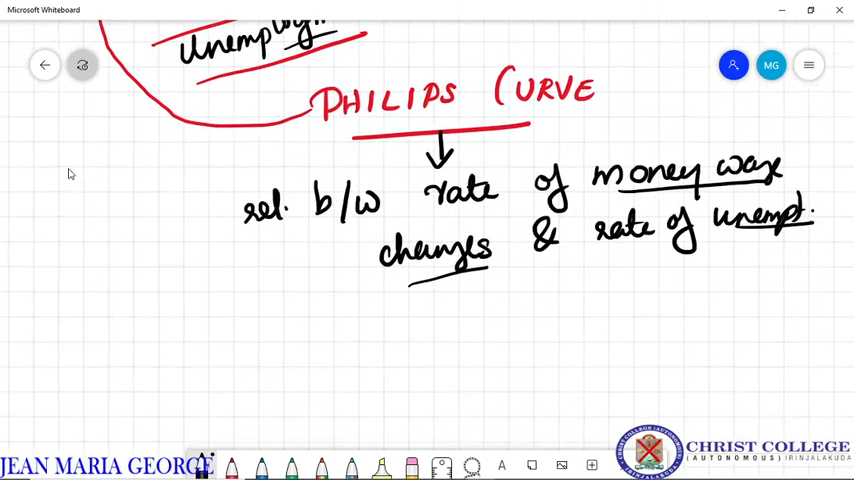 Microsoft Whiteboard
Unemploym.
MG
PHILIPS CURVE
rel. b/w rate of money wage
changes & rate of unempt.
A
JEAN MARIA GEORGE
CHRIST COLLEGE
(AUTONOMOUS) IRINJALAKUDA